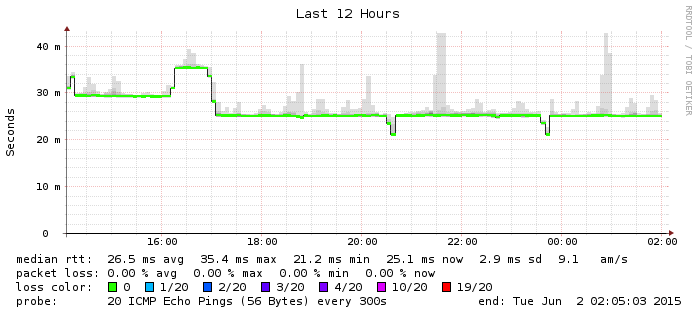 Last 12 Hours
RRDTOOL / TOBI OETIKER
Seconds
40 m
30 m
20 m
10 m
0
16:00 18:00 20:00 22:00 00:00 02:00
median rtt: 26.5 ms avg 35.4 ms max 21.2 ms min 25.1 ms now 2.9 ms sd 9.1 am/s
packet loss: 0.00 % avg 0.00 % max 0.00 % min 0.00 % now
loss color: 0 1/20 2/20 3/20 4/20 10/20 19/20
probe: 20 ICMP Echo Pings (56 Bytes) every 300s end: Tue Jun 2 02:05:03 2015